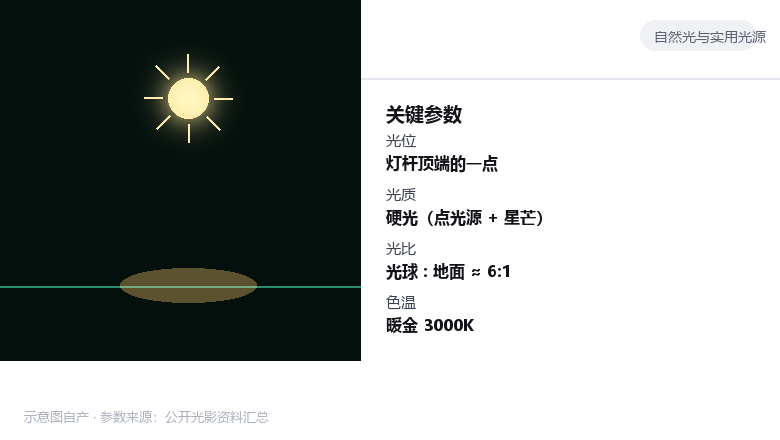 自然光与实用光源
关键参数
光位
灯杆顶端的一点
光质
硬光（点光源 + 星芒）
光比
光球 : 地面 ≈ 6:1
色温
暖金 3000K
示意图自产 · 参数来源：公开光影资料汇总